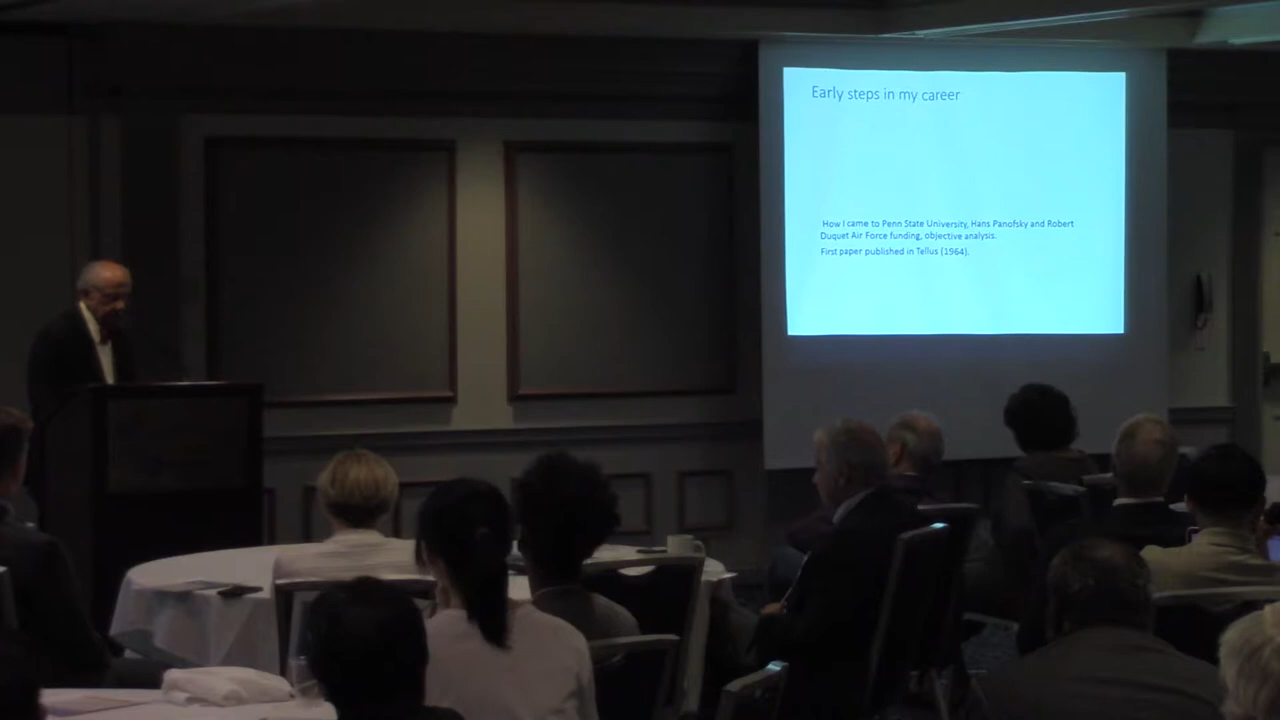 Early steps in my career
How I came to Penn State University, Hans Panofsky and Robert
Duquet Air Force funding, objective analysis.
First paper published in Tellus (1964).